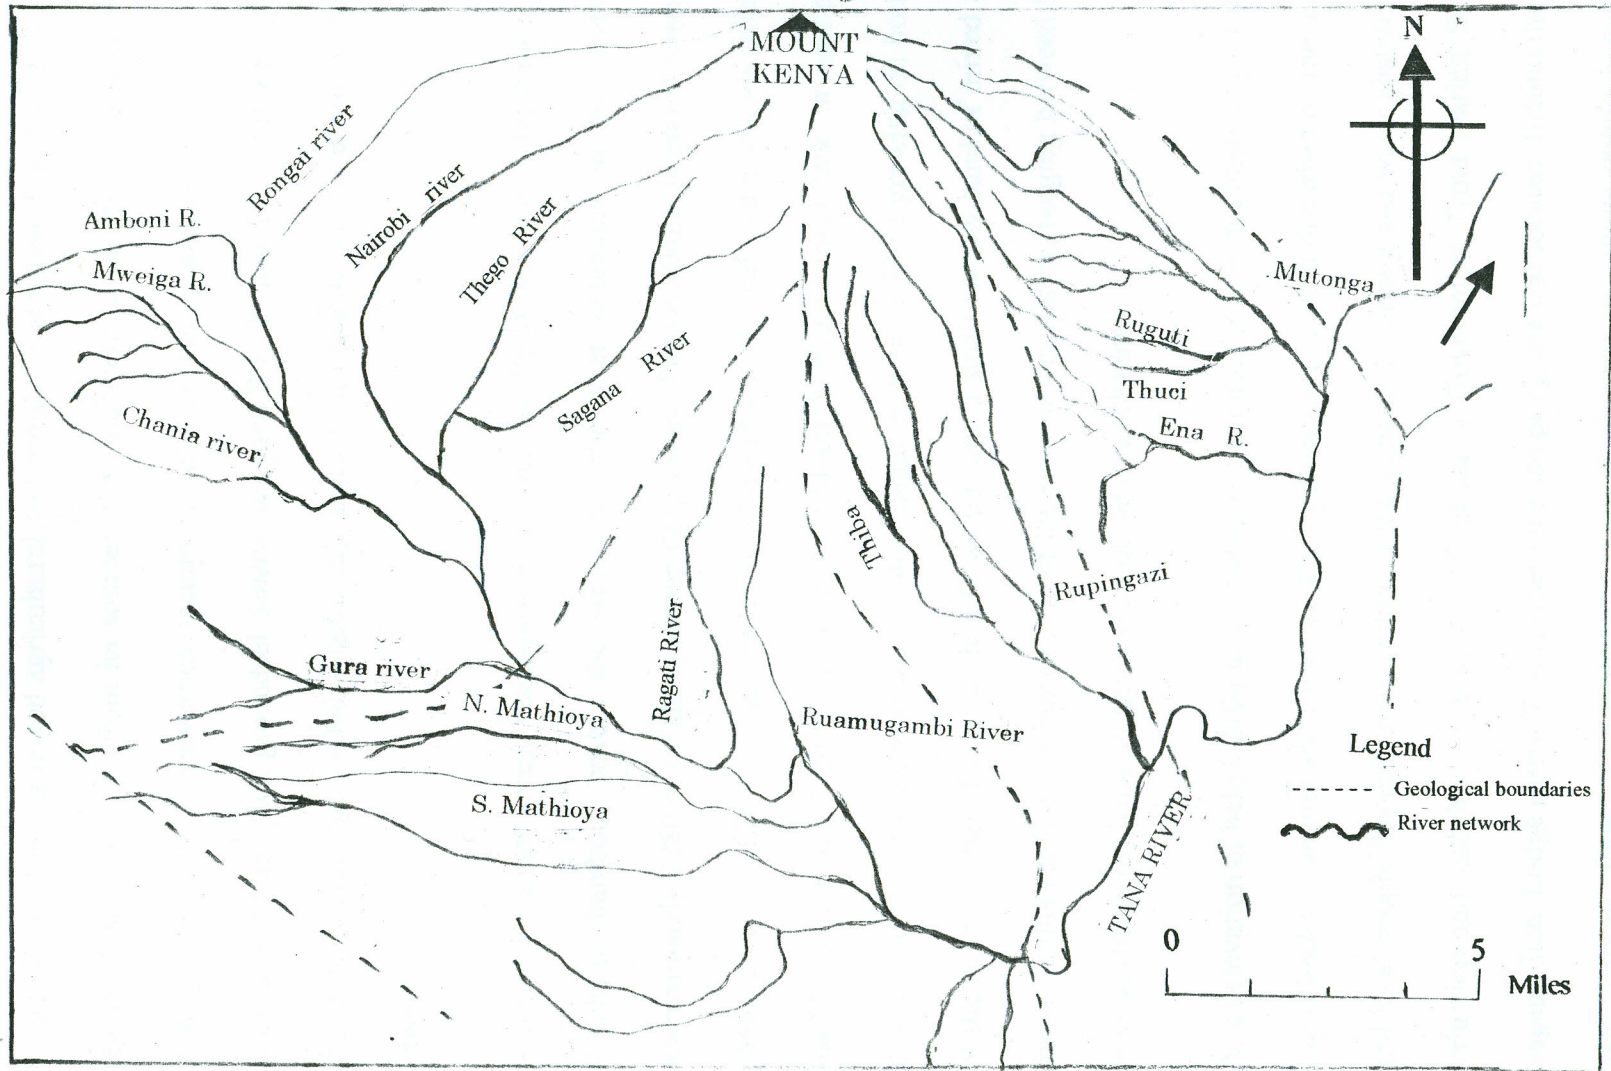 MOUNT
KENYA
N
Rongai river
Nairobi river
Amboni R.
Mweiga R.
Thego River
Mutonga
Ruguti
Sagana River
Thuci
Chania river
Ena R.
Thiba
Rupingazi
Gura river
Ragati River
N. Mathioya
Ruamugambi River
Legend
Geological boundaries
River network
S. Mathioya
TANA RIVER
0 5
Miles